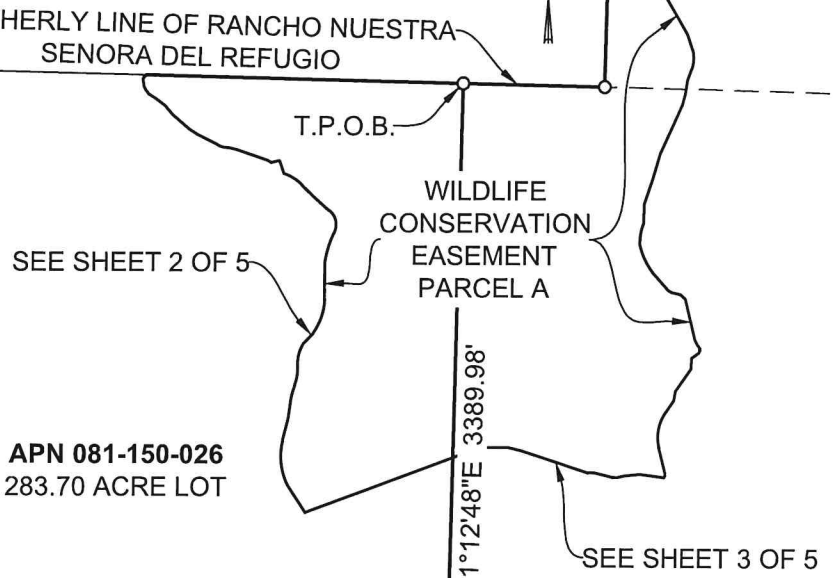 HERLY LINE OF RANCHO NUESTRA
SENORA DEL REFUGIO
T.P.O.B.
WILDLIFE
CONSERVATION
EASEMENT
PARCEL A
SEE SHEET 2 OF 5
1°12'48"E 3389.98'
APN 081-150-026
283.70 ACRE LOT
SEE SHEET 3 OF 5